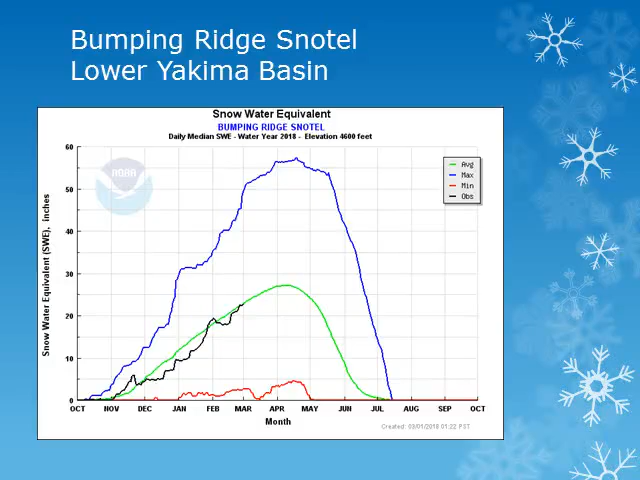 Bumping Ridge Snotel
Lower Yakima Basin
Snow Water Equivalent
BUMPING RIDGE SNOTEL
Daily Median SWE - Water Year 2018 - Elevation 4600 feet
NOAA
Avg
Max
Min
Obs
60
50
40
30
20
10
0
Snow Water Equivalent (SWE), inches
OCT NOV DEC JAN FEB MAR APR MAY JUN JUL AUG SEP OCT
Month
Created: 03/01/2018 01:22 PST